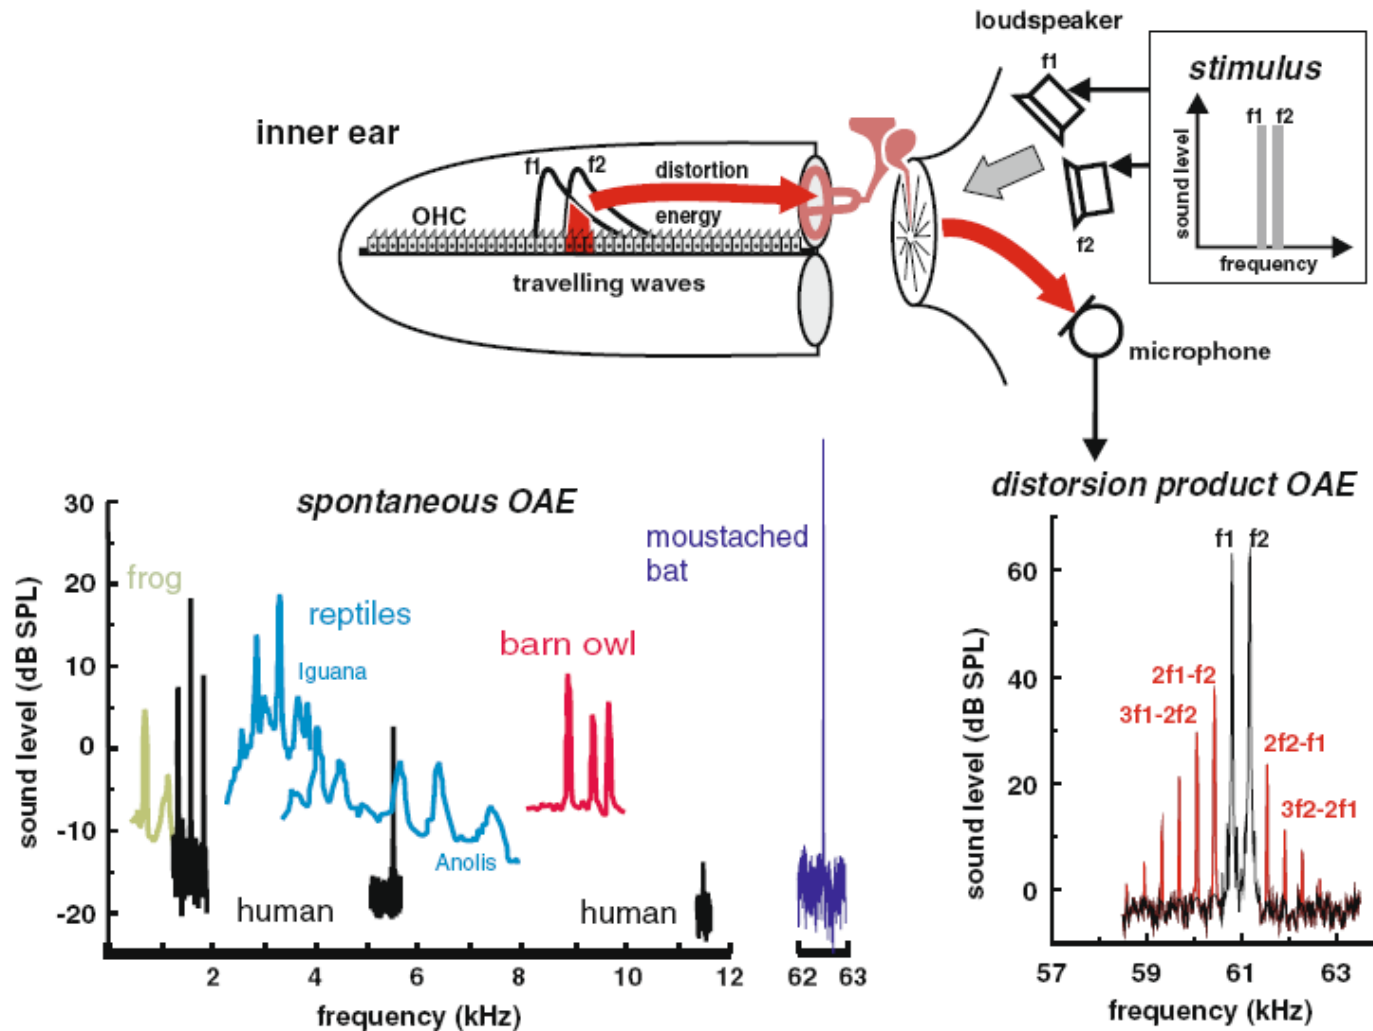 loudspeaker
f1
stimulus
f1 f2
sound level
frequency
f2
inner ear
f1
f2
distortion
OHC
energy
travelling waves
microphone
spontaneous OAE
30
20
10
0
-10
-20
sound level (dB SPL)
frog
reptiles
Iguana
Anolis
barn owl
moustached
bat
human
human
2
4
6
8
10
12
62
63
frequency (kHz)
distorsion product OAE
f1 f2
60
40
20
0
sound level (dB SPL)
2f1-f2
3f1-2f2
2f2-f1
3f2-2f1
57
59
61
63
frequency (kHz)